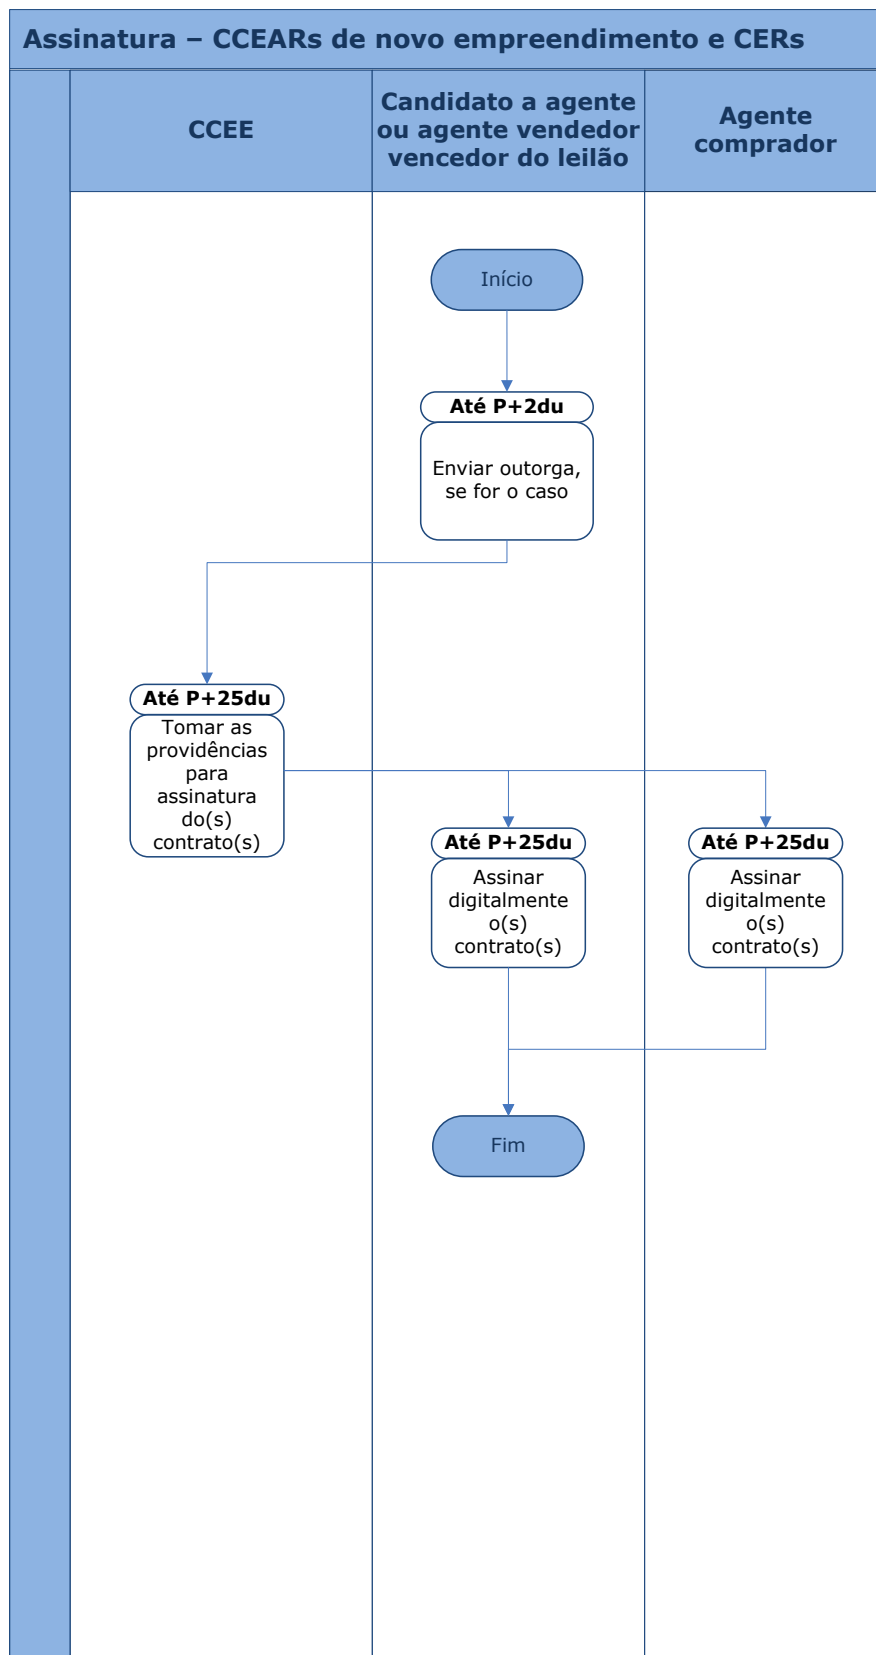 Assinatura – CCEARs de novo empreendimento e CERs
CCEE
Candidato a agente
ou agente vendedor
vencedor do leilão
Agente
comprador
Início
Até P+2du
Enviar outorga,
se for o caso
Até P+25du
Tomar as
providências
para
assinatura
do(s)
contrato(s)
Até P+25du
Assinar
digitalmente
o(s)
contrato(s)
Até P+25du
Assinar
digitalmente
o(s)
contrato(s)
Fim